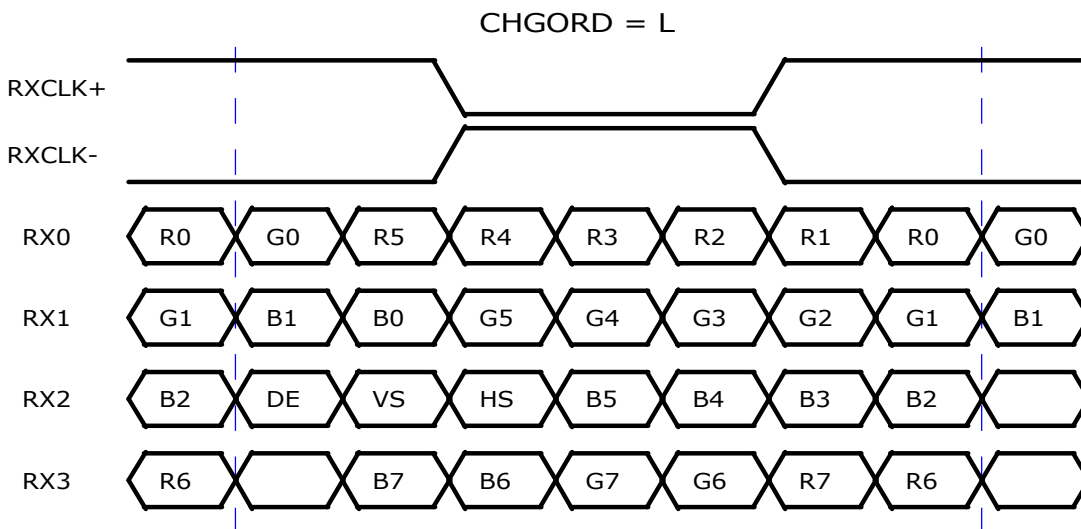 CHGORD = L
RXCLK+
RXCLK-
RX0 R0 G0 R5 R4 R3 R2 R1 R0 G0
RX1 G1 B1 B0 G5 G4 G3 G2 G1 B1
RX2 B2 DE VS HS B5 B4 B3 B2
RX3 R6 B7 B6 G7 G6 R7 R6